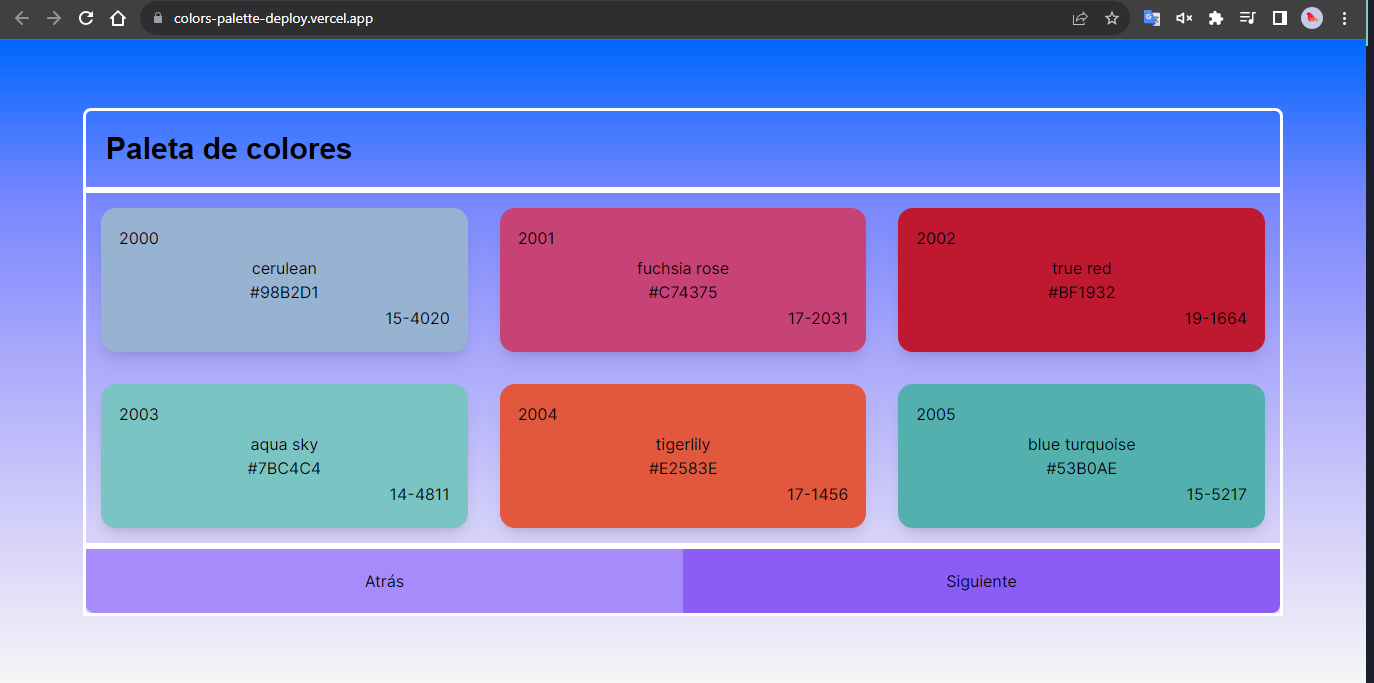 colors-palette-deploy.vercel.app
Paleta de colores
2000
cerulean
#98B2D1
15-4020
2001
fuchsia rose
#C74375
17-2031
2002
true red
#BF1932
19-1664
2003
aqua sky
#7BC4C4
14-4811
2004
tigerlily
#E2583E
17-1456
2005
blue turquoise
#53B0AE
15-5217
Atrás
Siguiente